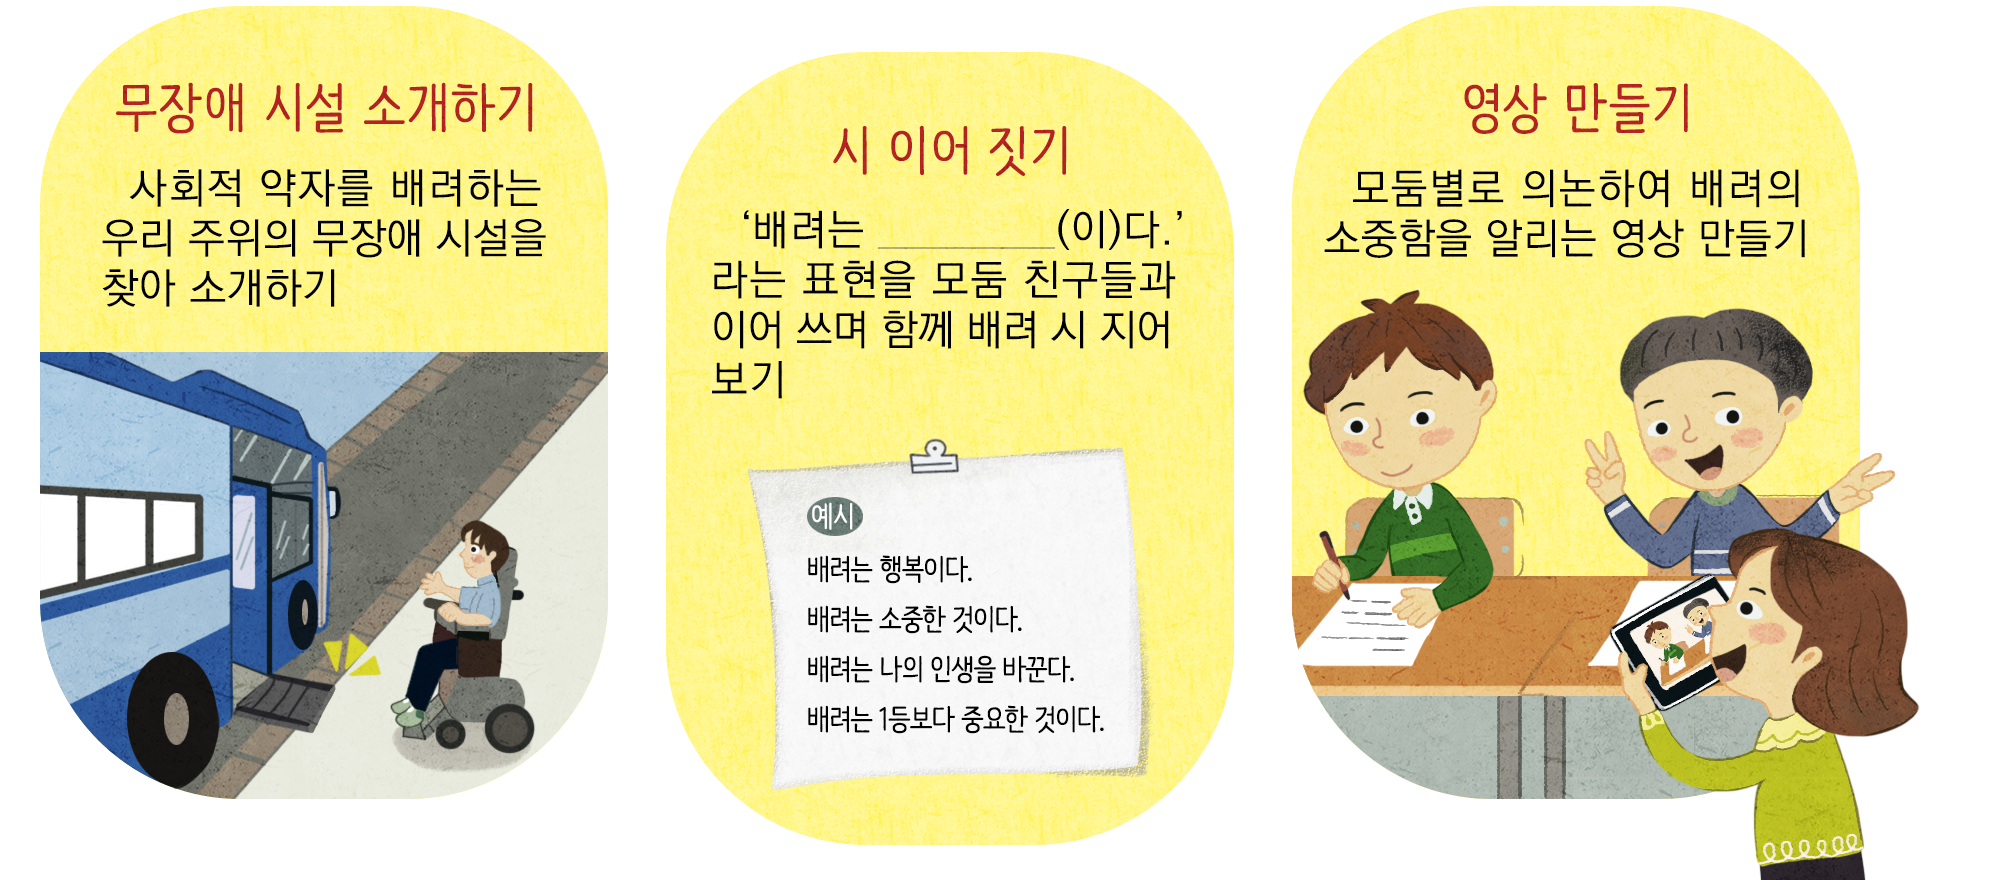 무장애 시설 소개하기
사회적 약자를 배려하는
우리 주위의 무장애 시설을
찾아 소개하기
시 이어 짓기
‘배려는 __________(이)다.’
라는 표현을 모둠 친구들과
이어 쓰며 함께 배려 시 지어
보기
예시
배려는 행복이다.
배려는 소중한 것이다.
배려는 나의 인생을 바꾼다.
배려는 1등보다 중요한 것이다.
영상 만들기
모둠별로 의논하여 배려의
소중함을 알리는 영상 만들기